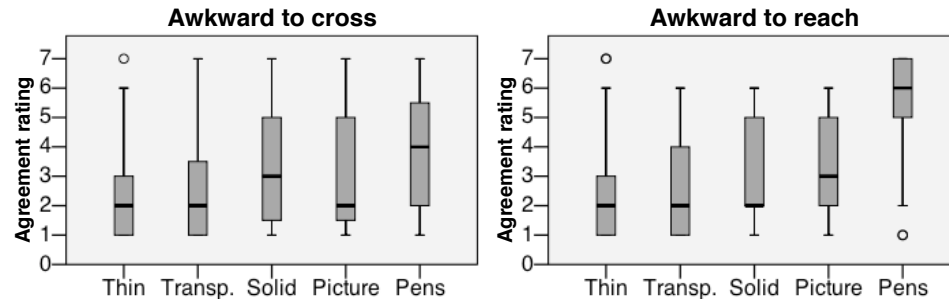 Awkward to cross
Agreement rating
7
6
5
4
3
2
1
0
Thin Transp. Solid Picture Pens
Awkward to reach
Agreement rating
7
6
5
4
3
2
1
0
Thin Transp. Solid Picture Pens